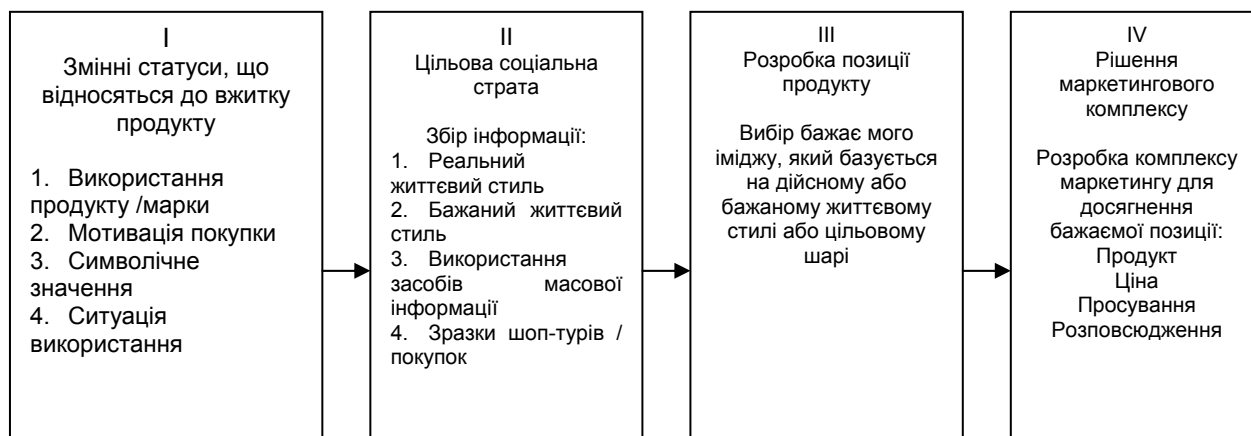 I
Змінні статуси, що
відносяться до вжитку
продукту
1. Використання
продукту /марки
2. Мотивація покупки
3. Символічне
значення
4. Ситуація
використання
II
Цільова соціальна
страта
Збір інформації:
1. Реальний
життєвий стиль
2. Бажаний життєвий
стиль
3. Використання
засобів масової
інформації
4. Зразки шоп-турів /
покупок
III
Розробка позиції
продукту
Вибір бажає мого
іміджу, який базується
на дійсному або
бажаному життєвому
стилі або цільовому
шарі
IV
Рішення
маркетингового
комплексу
Розробка комплексу
маркетингу для
досягнення
бажаємої позиції:
Продукт
Ціна
Просування
Розповсюдження